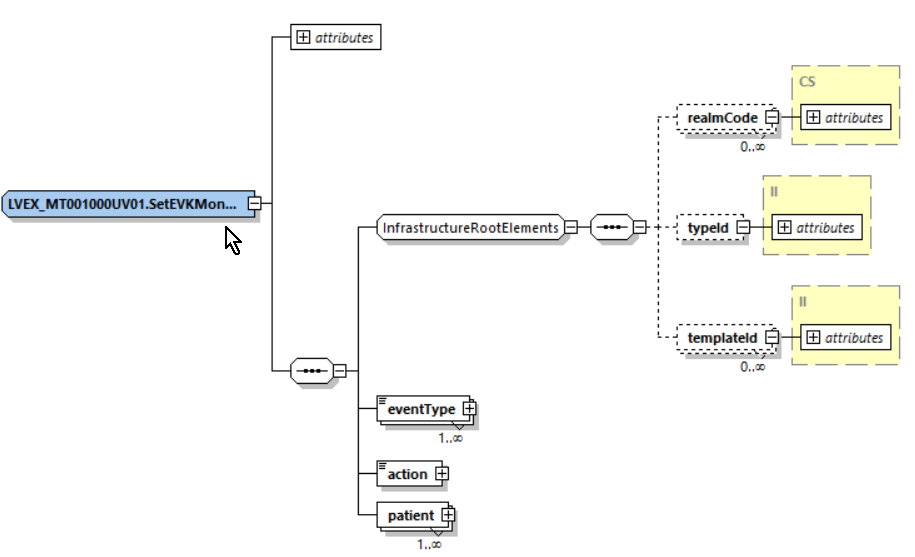 attributes
CS
realmCode
attributes
0..∞
LVEX_MT001000UV01.SetEVKMon...
II
InfrastructureRootElements
typeId
attributes
II
templateId
attributes
0..∞
eventType
1..∞
action
patient
1..∞